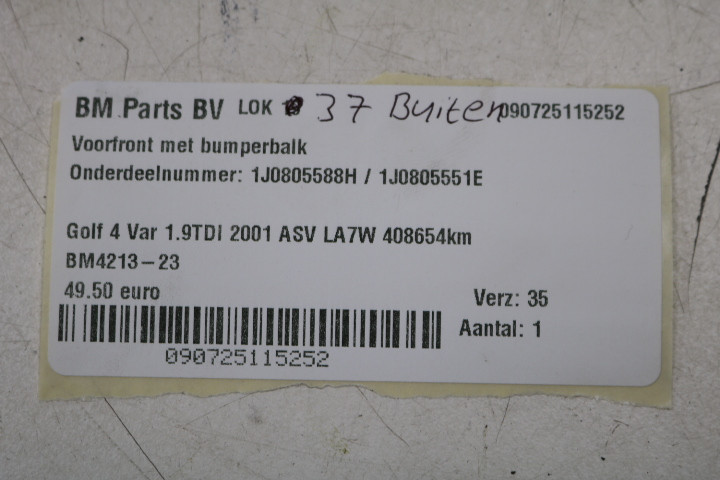 BM Parts BV LOK 37 Buiten 090725115252
Voorfront met bumperbalk
Onderdeelnummer: 1J0805588H / 1J0805551E
Golf 4 Var 1.9TDI 2001 ASV LA7W 408654km
BM4213-23
49.50 euro
Verz: 35
Aantal: 1
090725115252